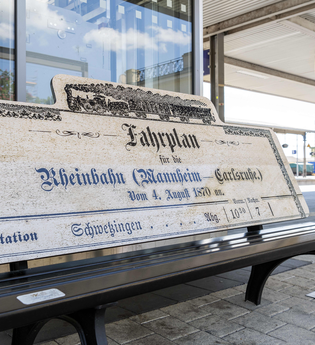 Fahrplan
für die
Rheinbahn (Mannheim—Carlsruhe.)
Vom 4. August 1870 an.
Station Schwetzingen Abg. 10 7